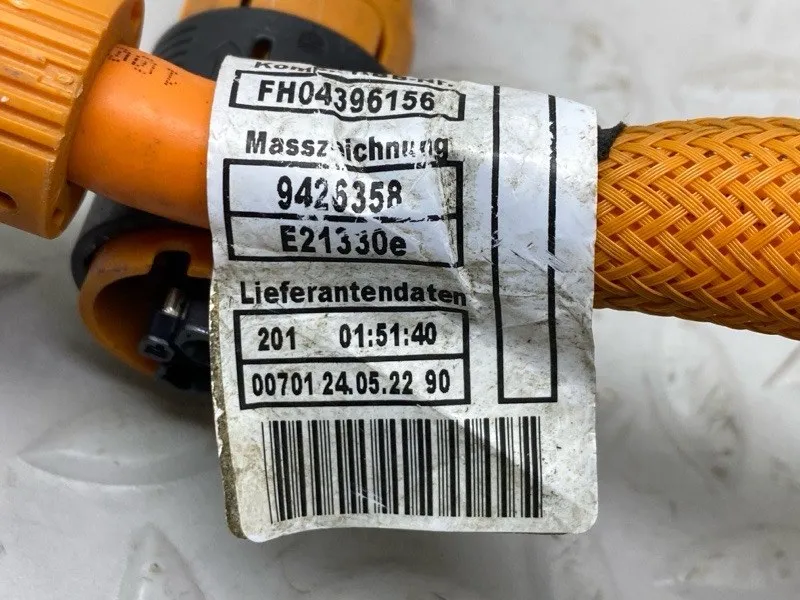 FH04396156
Masszeichnung
9426358
E21330e
Lieferantendaten
201 01:51:40
00701 24.05.22 90